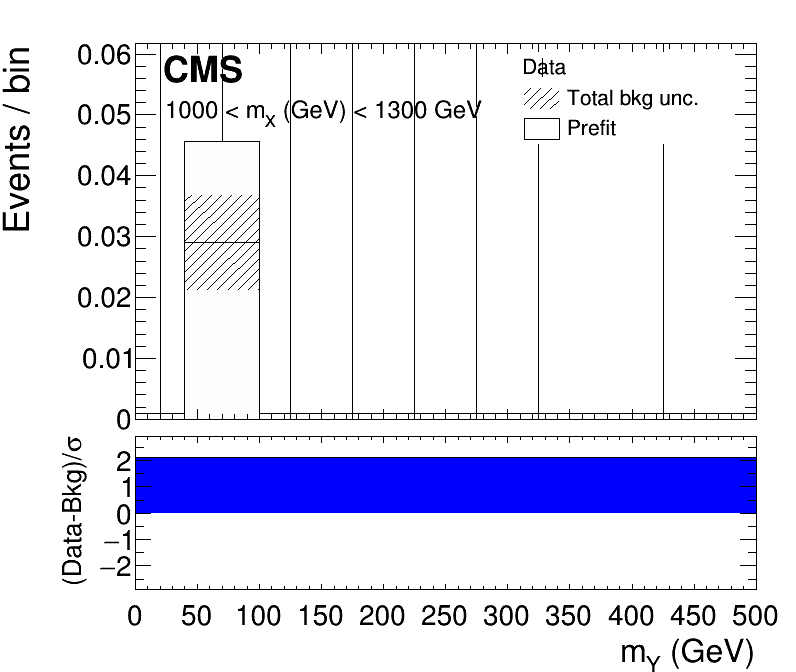 Events / bin
0.06
0.05
0.04
0.03
0.02
0.01
0
CMS
1000 < mX (GeV) < 1300 GeV
Data
Total bkg unc.
Prefit
(Data-Bkg)/σ
2
1
0
−1
−2
0 50 100 150 200 250 300 350 400 450 500
mY (GeV)